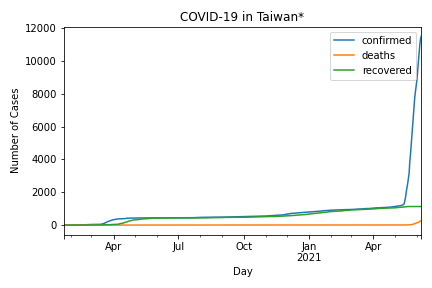 COVID-19 in Taiwan*
12000
10000
8000
6000
4000
2000
0
Number of Cases
confirmed
deaths
recovered
Apr
Jul
Oct
Jan
2021
Apr
Day